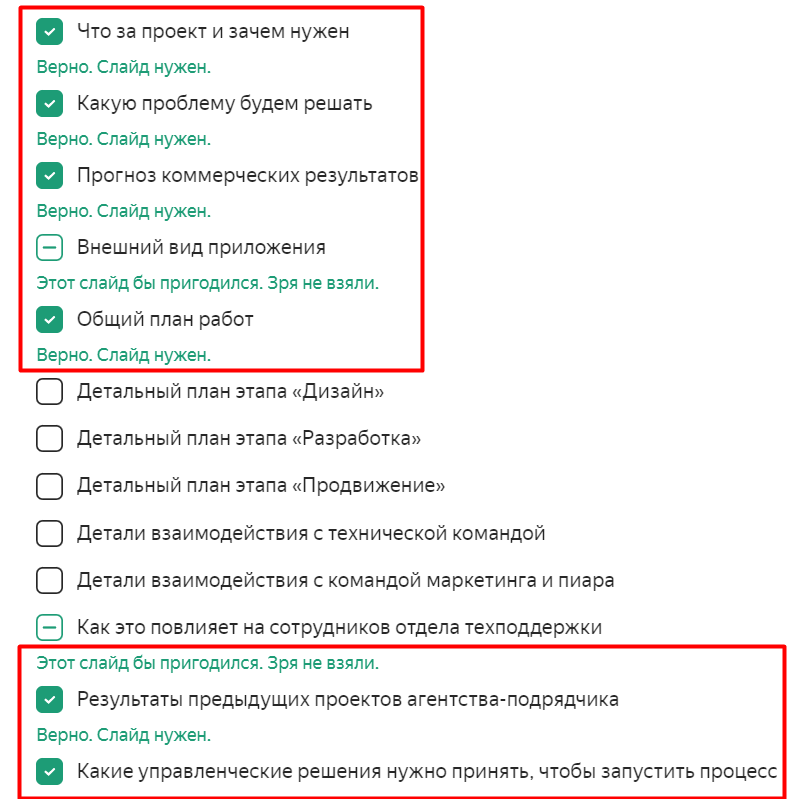 Что за проект и зачем нужен
Верно. Слайд нужен.
Какую проблему будем решать
Верно. Слайд нужен.
Прогноз коммерческих результатов
Верно. Слайд нужен.
Внешний вид приложения
Этот слайд бы пригодился. Зря не взяли.
Общий план работ
Верно. Слайд нужен.
Детальный план этапа «Дизайн»
Детальный план этапа «Разработка»
Детальный план этапа «Продвижение»
Детали взаимодействия с технической командой
Детали взаимодействия с командой маркетинга и пиара
Как это повлияет на сотрудников отдела техподдержки
Этот слайд бы пригодился. Зря не взяли.
Результаты предыдущих проектов агентства-подрядчика
Верно. Слайд нужен.
Какие управленческие решения нужно принять, чтобы запустить процесс